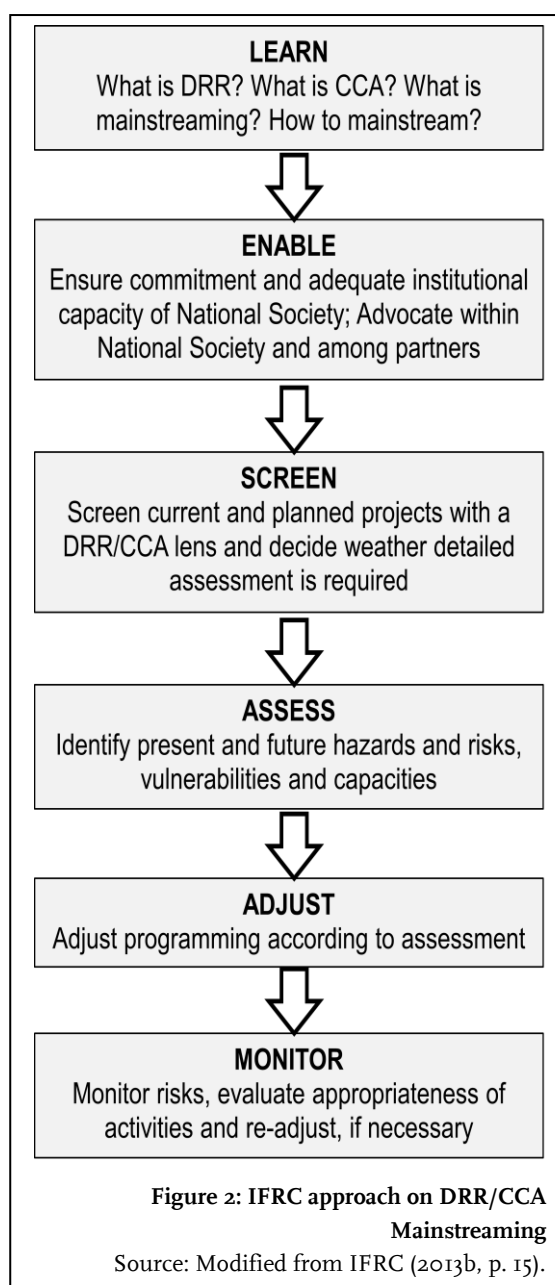 LEARN
What is DRR? What is CCA? What is
mainstreaming? How to mainstream?
ENABLE
Ensure commitment and adequate institutional
capacity of National Society; Advocate within
National Society and among partners
SCREEN
Screen current and planned projects with a
DRR/CCA lens and decide weather detailed
assessment is required
ASSESS
Identify present and future hazards and risks,
vulnerabilities and capacities
ADJUST
Adjust programming according to assessment
MONITOR
Monitor risks, evaluate appropriateness of
activities and re-adjust, if necessary
Figure 2: IFRC approach on DRR/CCA
Mainstreaming
Source: Modified from IFRC (2013b, p. 15).